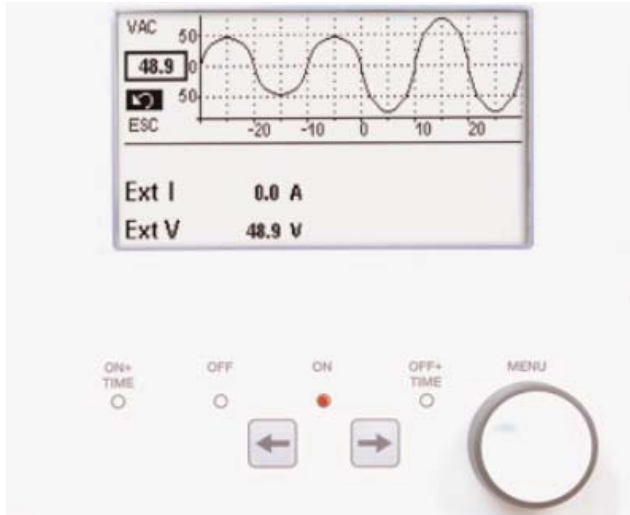 VAC
50
48.9 0
50
ESC
-20 -10 0 10 20
Ext I 0.0 A
Ext V 48.9 V
ON+ TIME OFF ON OFF+ TIME MENU